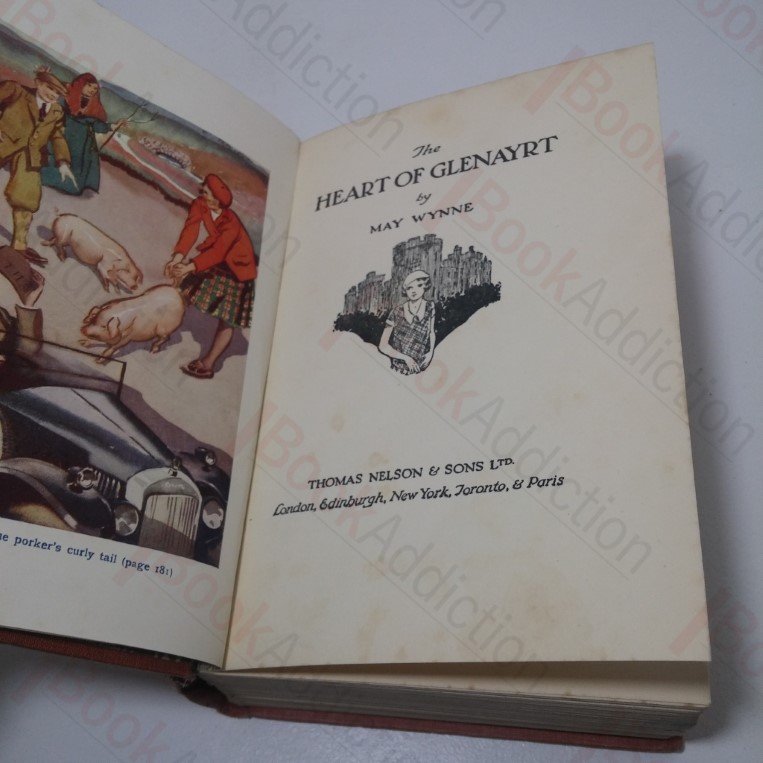 The
HEART OF GLENAYRT
by
MAY WYNNE
THOMAS NELSON & SONS LTD.
London, Edinburgh, New York, Toronto, & Paris
porker's curly tail (page 181)
BookAddiction